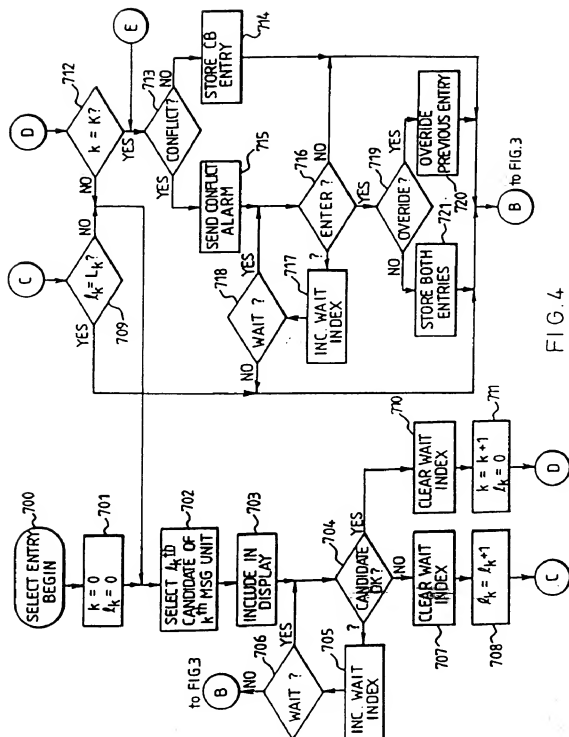 700
SELECT ENTRY
BEGIN
701
k = 0
ℓk = 0
702
SELECT ℓk th
CANDIDATE OF
k th MSG UNIT
703
INCLUDE IN
DISPLAY
704
CANDIDATE
OK?
YES
NO
?
705
INC. WAIT
INDEX
706
WAIT ?
YES
NO
to FIG.3
B
707
CLEAR WAIT
INDEX
708
ℓk = ℓk+1
C
710
CLEAR WAIT
INDEX
711
k = k+1
ℓk = 0
D
C
709
ℓk = Lk?
YES
NO
D
712
k = K?
NO
YES
E
713
CONFLICT?
YES
NO
714
STORE CB
ENTRY
715
SEND CONFLICT
ALARM
716
ENTER ?
NO
YES
?
717
INC. WAIT
INDEX
718
WAIT ?
YES
NO
719
OVERRIDE?
NO
YES
721
STORE BOTH
ENTRIES
OVERRIDE
PREVIOUS ENTRY
720
B
to FIG.3
FIG. 4